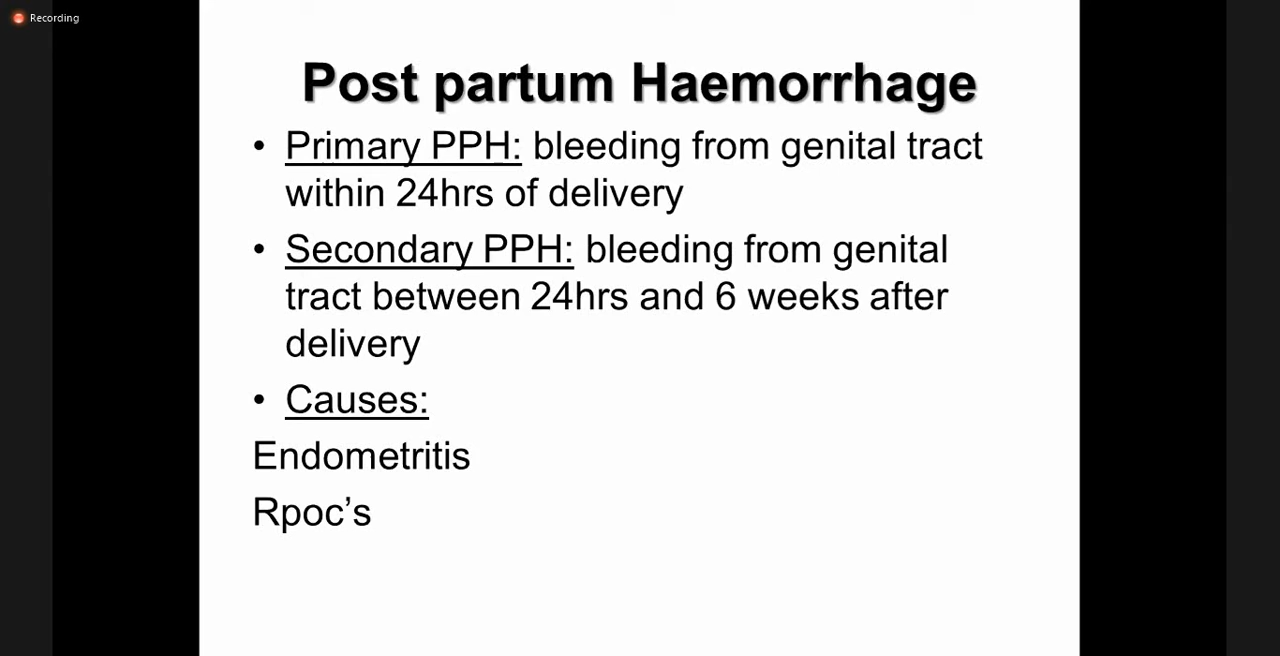 Recording
Post partum Haemorrhage
• Primary PPH: bleeding from genital tract
within 24hrs of delivery
• Secondary PPH: bleeding from genital
tract between 24hrs and 6 weeks after
delivery
• Causes:
Endometritis
Rpoc’s